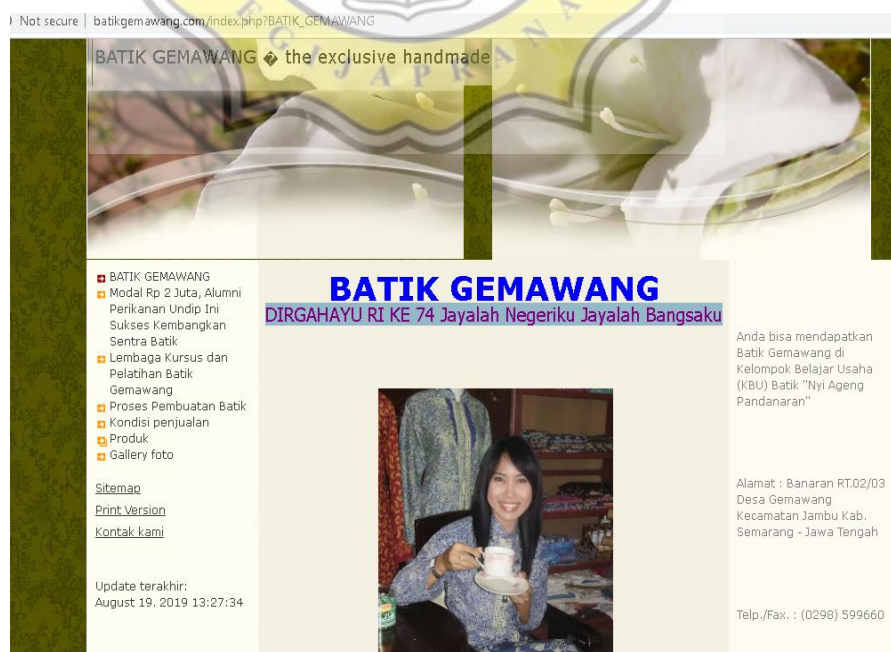 Not secure | batikgemawang.com/index.php?BATIK_GEMAWANG
BATIK GEMAWANG � the exclusive handmade
BATIK GEMAWANG
Modal Rp 2 Juta, Alumni
Perikanan Undip Ini
Sukses Kembangkan
Sentra Batik
Lembaga Kursus dan
Pelatihan Batik
Gemawang
Proses Pembuatan Batik
Kondisi penjualan
Produk
Gallery foto
Sitemap
Print Version
Kontak kami
Update terakhir:
August 19. 2019 13:27:34
BATIK GEMAWANG
DIRGAHAYU RI KE 74 Jayalah Negeriku Jayalah Bangsaku
Anda bisa mendapatkan
Batik Gemawang di
Kelompok Belajar Usaha
(KBU) Batik "Nyi Ageng
Pandanaran"
Alamat : Banaran RT.02/03
Desa Gemawang
Kecamatan Jambu Kab.
Semarang - Jawa Tengah
Telp./Fax. : (0298) 599660